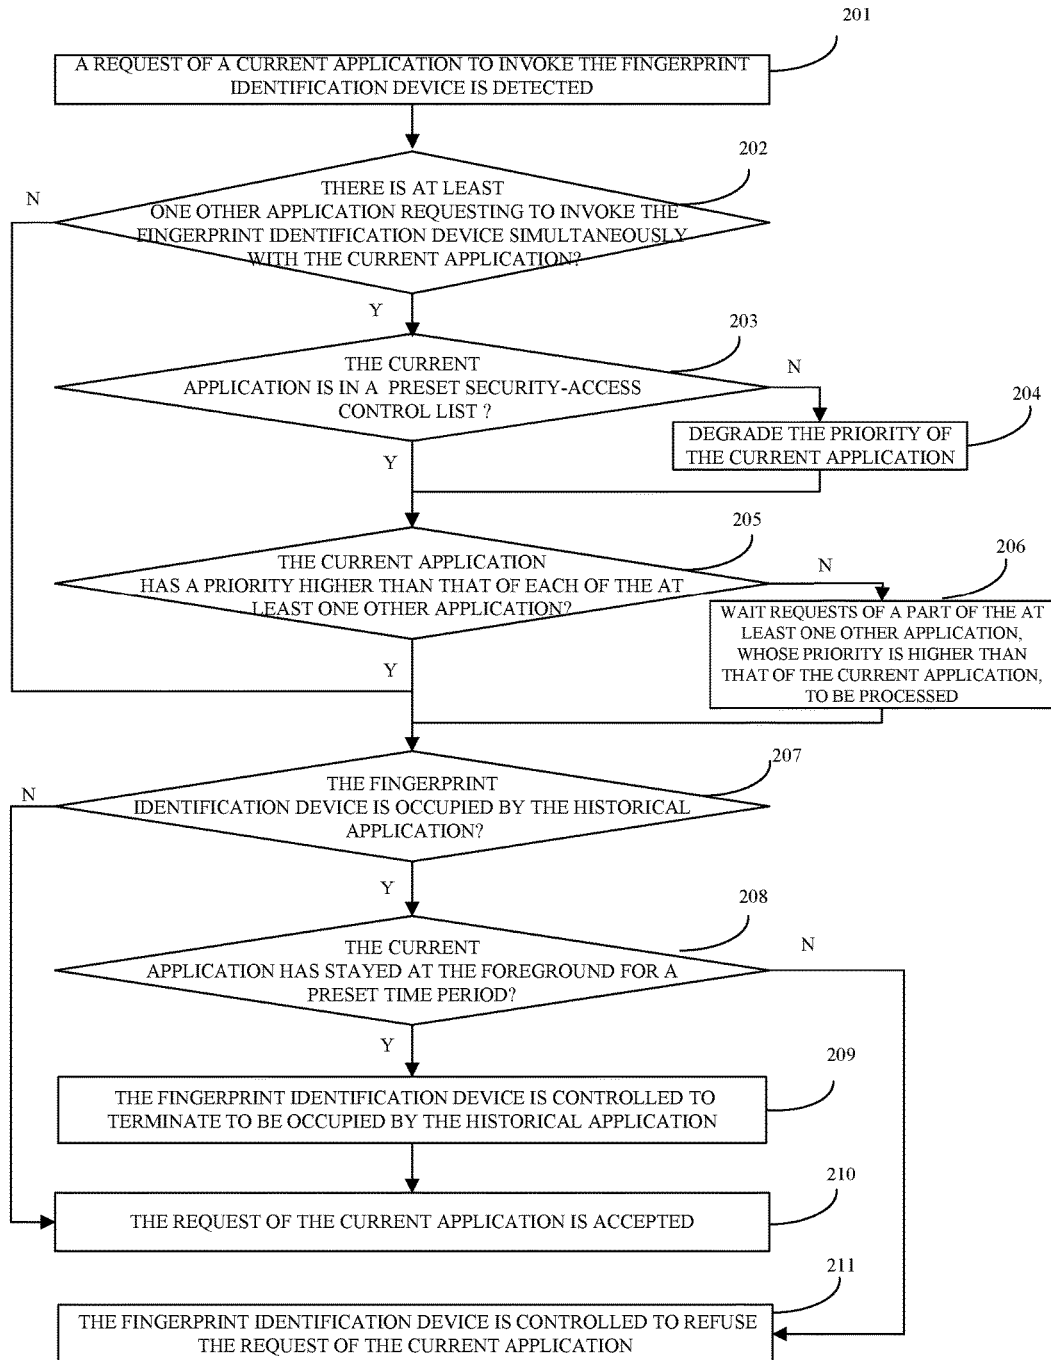 201
A REQUEST OF A CURRENT APPLICATION TO INVOKE THE FINGERPRINT
IDENTIFICATION DEVICE IS DETECTED
202
N
THERE IS AT LEAST
ONE OTHER APPLICATION REQUESTING TO INVOKE THE
FINGERPRINT IDENTIFICATION DEVICE SIMULTANEOUSLY
WITH THE CURRENT APPLICATION?
Y
203
THE CURRENT
APPLICATION IS IN A PRESET SECURITY-ACCESS
CONTROL LIST ?
N
204
DEGRADE THE PRIORITY OF
THE CURRENT APPLICATION
Y
205
THE CURRENT APPLICATION
HAS A PRIORITY HIGHER THAN THAT OF EACH OF THE AT
LEAST ONE OTHER APPLICATION?
N
206
WAIT REQUESTS OF A PART OF THE AT
LEAST ONE OTHER APPLICATION,
WHOSE PRIORITY IS HIGHER THAN
THAT OF THE CURRENT APPLICATION,
TO BE PROCESSED
Y
207
N
THE FINGERPRINT
IDENTIFICATION DEVICE IS OCCUPIED BY THE HISTORICAL
APPLICATION?
Y
208
THE CURRENT
APPLICATION HAS STAYED AT THE FOREGROUND FOR A
PRESET TIME PERIOD?
N
Y
209
THE FINGERPRINT IDENTIFICATION DEVICE IS CONTROLLED TO
TERMINATE TO BE OCCUPIED BY THE HISTORICAL APPLICATION
210
THE REQUEST OF THE CURRENT APPLICATION IS ACCEPTED
211
THE FINGERPRINT IDENTIFICATION DEVICE IS CONTROLLED TO REFUSE
THE REQUEST OF THE CURRENT APPLICATION